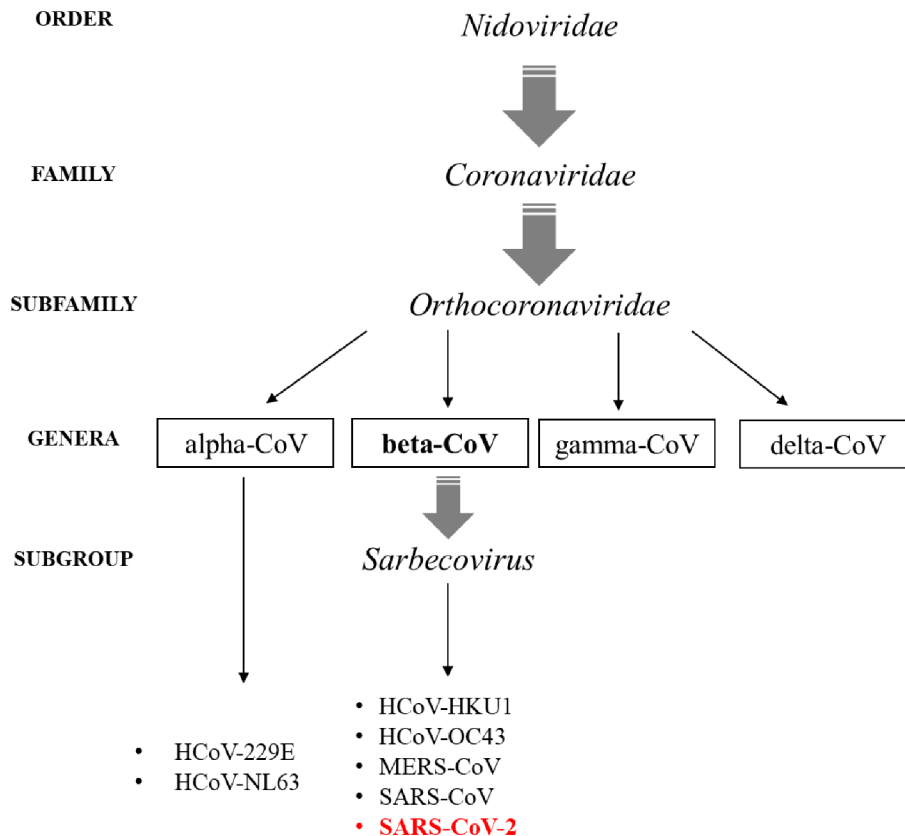 ORDER
Nidoviridae
FAMILY
Coronaviridae
SUBFAMILY
Orthocoronaviridae
GENERA
alpha-CoV
beta-CoV
gamma-CoV
delta-CoV
SUBGROUP
Sarbecovirus
• HCoV-229E
• HCoV-NL63
• HCoV-HKU1
• HCoV-OC43
• MERS-CoV
• SARS-CoV
• SARS-CoV-2